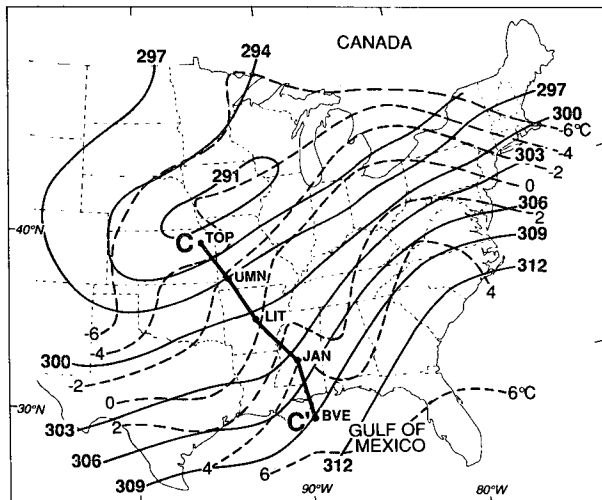 CANADA
297
294
297
300
-6°C
-4
303
-2
0
306
2
309
312
4
291
40°N
C
TOP
UMN
LIT
-6
-4
300
-2
JAN
0
6°C
30°N
303
2
C'
BVE
GULF OF
MEXICO
306
4
6
312
309
90°W
80°W